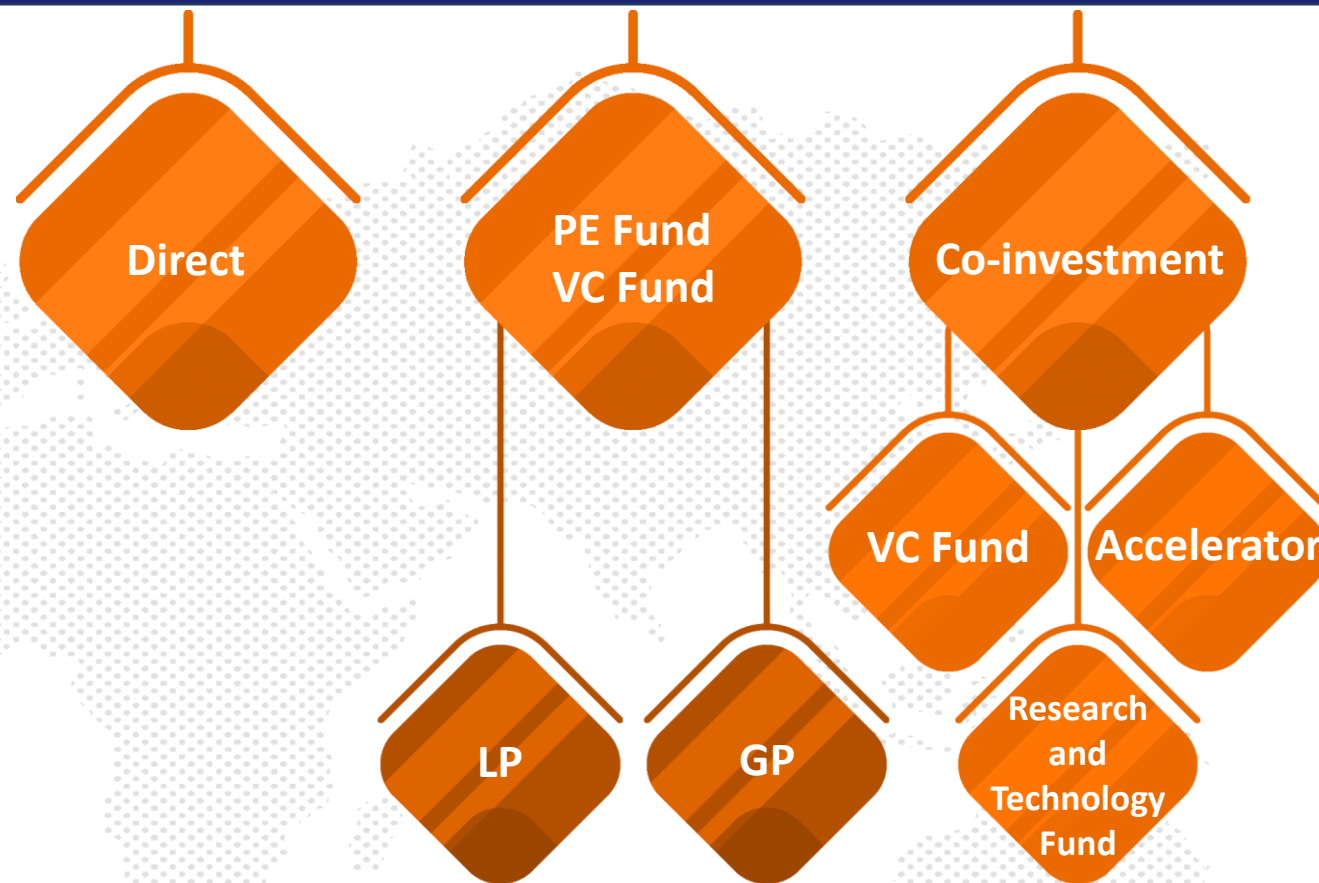 Direct
PE Fund
VC Fund
Co-investment
VC Fund
Accelerator
LP
GP
Research
and
Technology
Fund